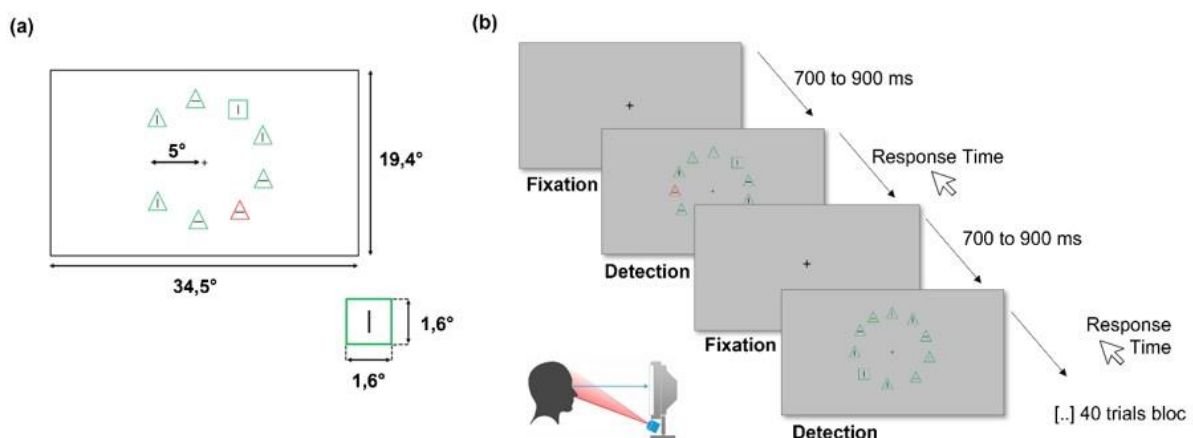 (a)
5°
19,4°
34,5°
1,6°
1,6°
(b)
Fixation
700 to 900 ms
Detection
Response Time
Fixation
700 to 900 ms
Detection
Response
Time
[..] 40 trials bloc